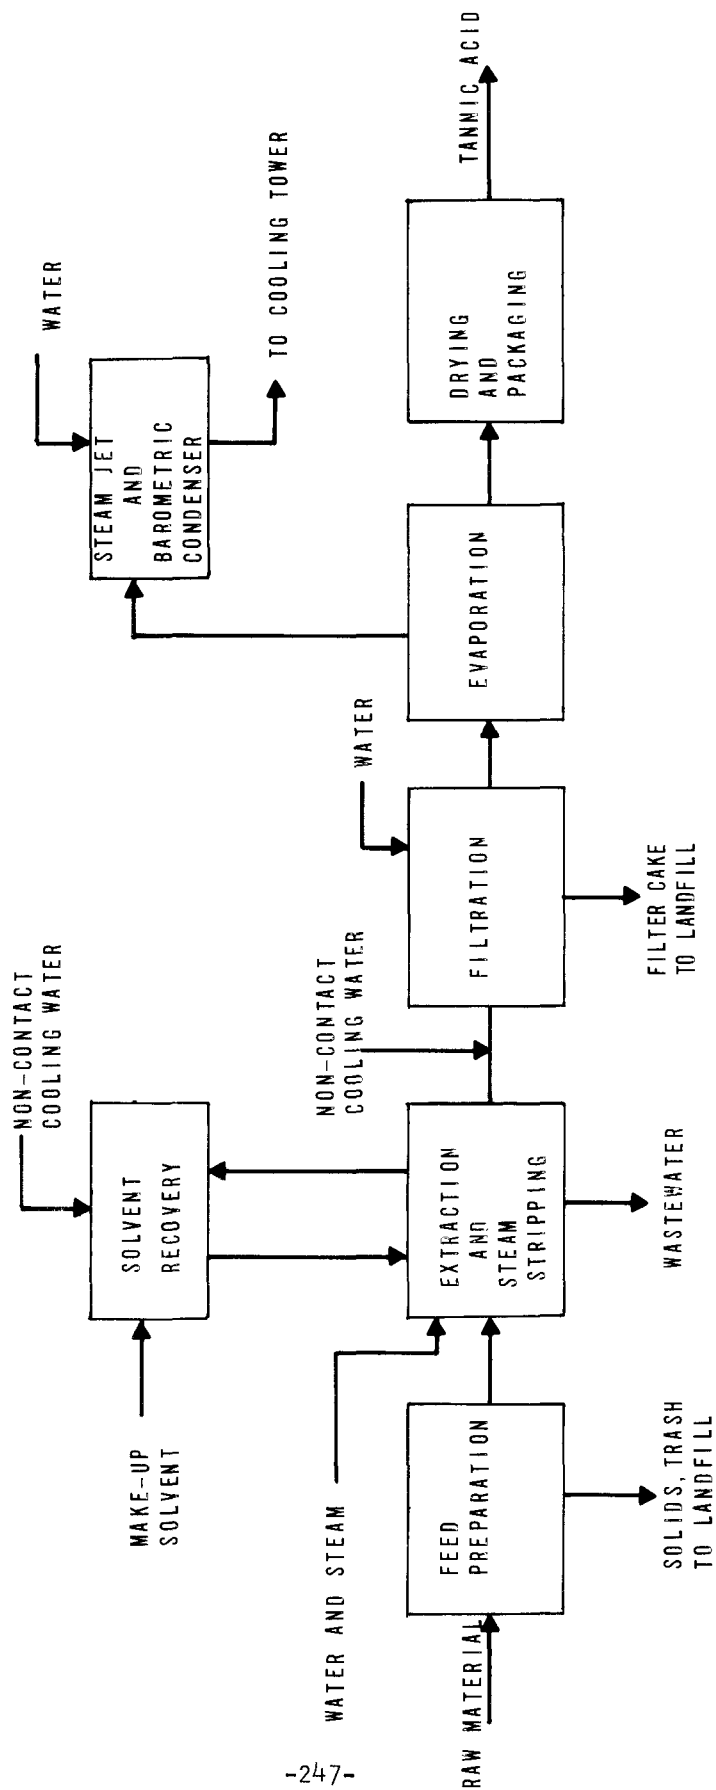 NON-CONTACT
COOLING WATER
WATER
MAKE-UP
SOLVENT
SOLVENT
RECOVERY
STEAM JET
AND
BAROMETRIC
CONDENSER
TO COOLING TOWER
WATER AND STEAM
NON-CONTACT
COOLING WATER
WATER
RAW MATERIAL
FEED
PREPARATION
EXTRACTION
AND
STEAM
STRIPPING
FILTRATION
EVAPORATION
DRYING
AND
PACKAGING
TANNIC ACID
SOLIDS, TRASH
TO LANDFILL
WASTEWATER
FILTER CAKE
TO LANDFILL
-247-